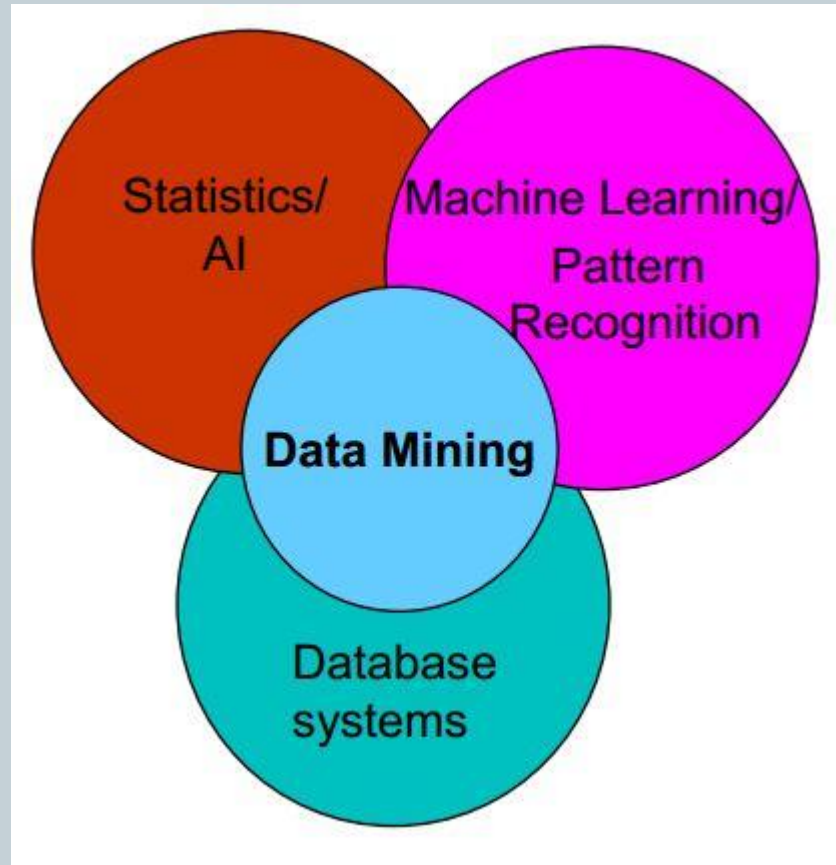 Statistics/
AI
Machine Learning/
Pattern
Recognition
Data Mining
Database
systems